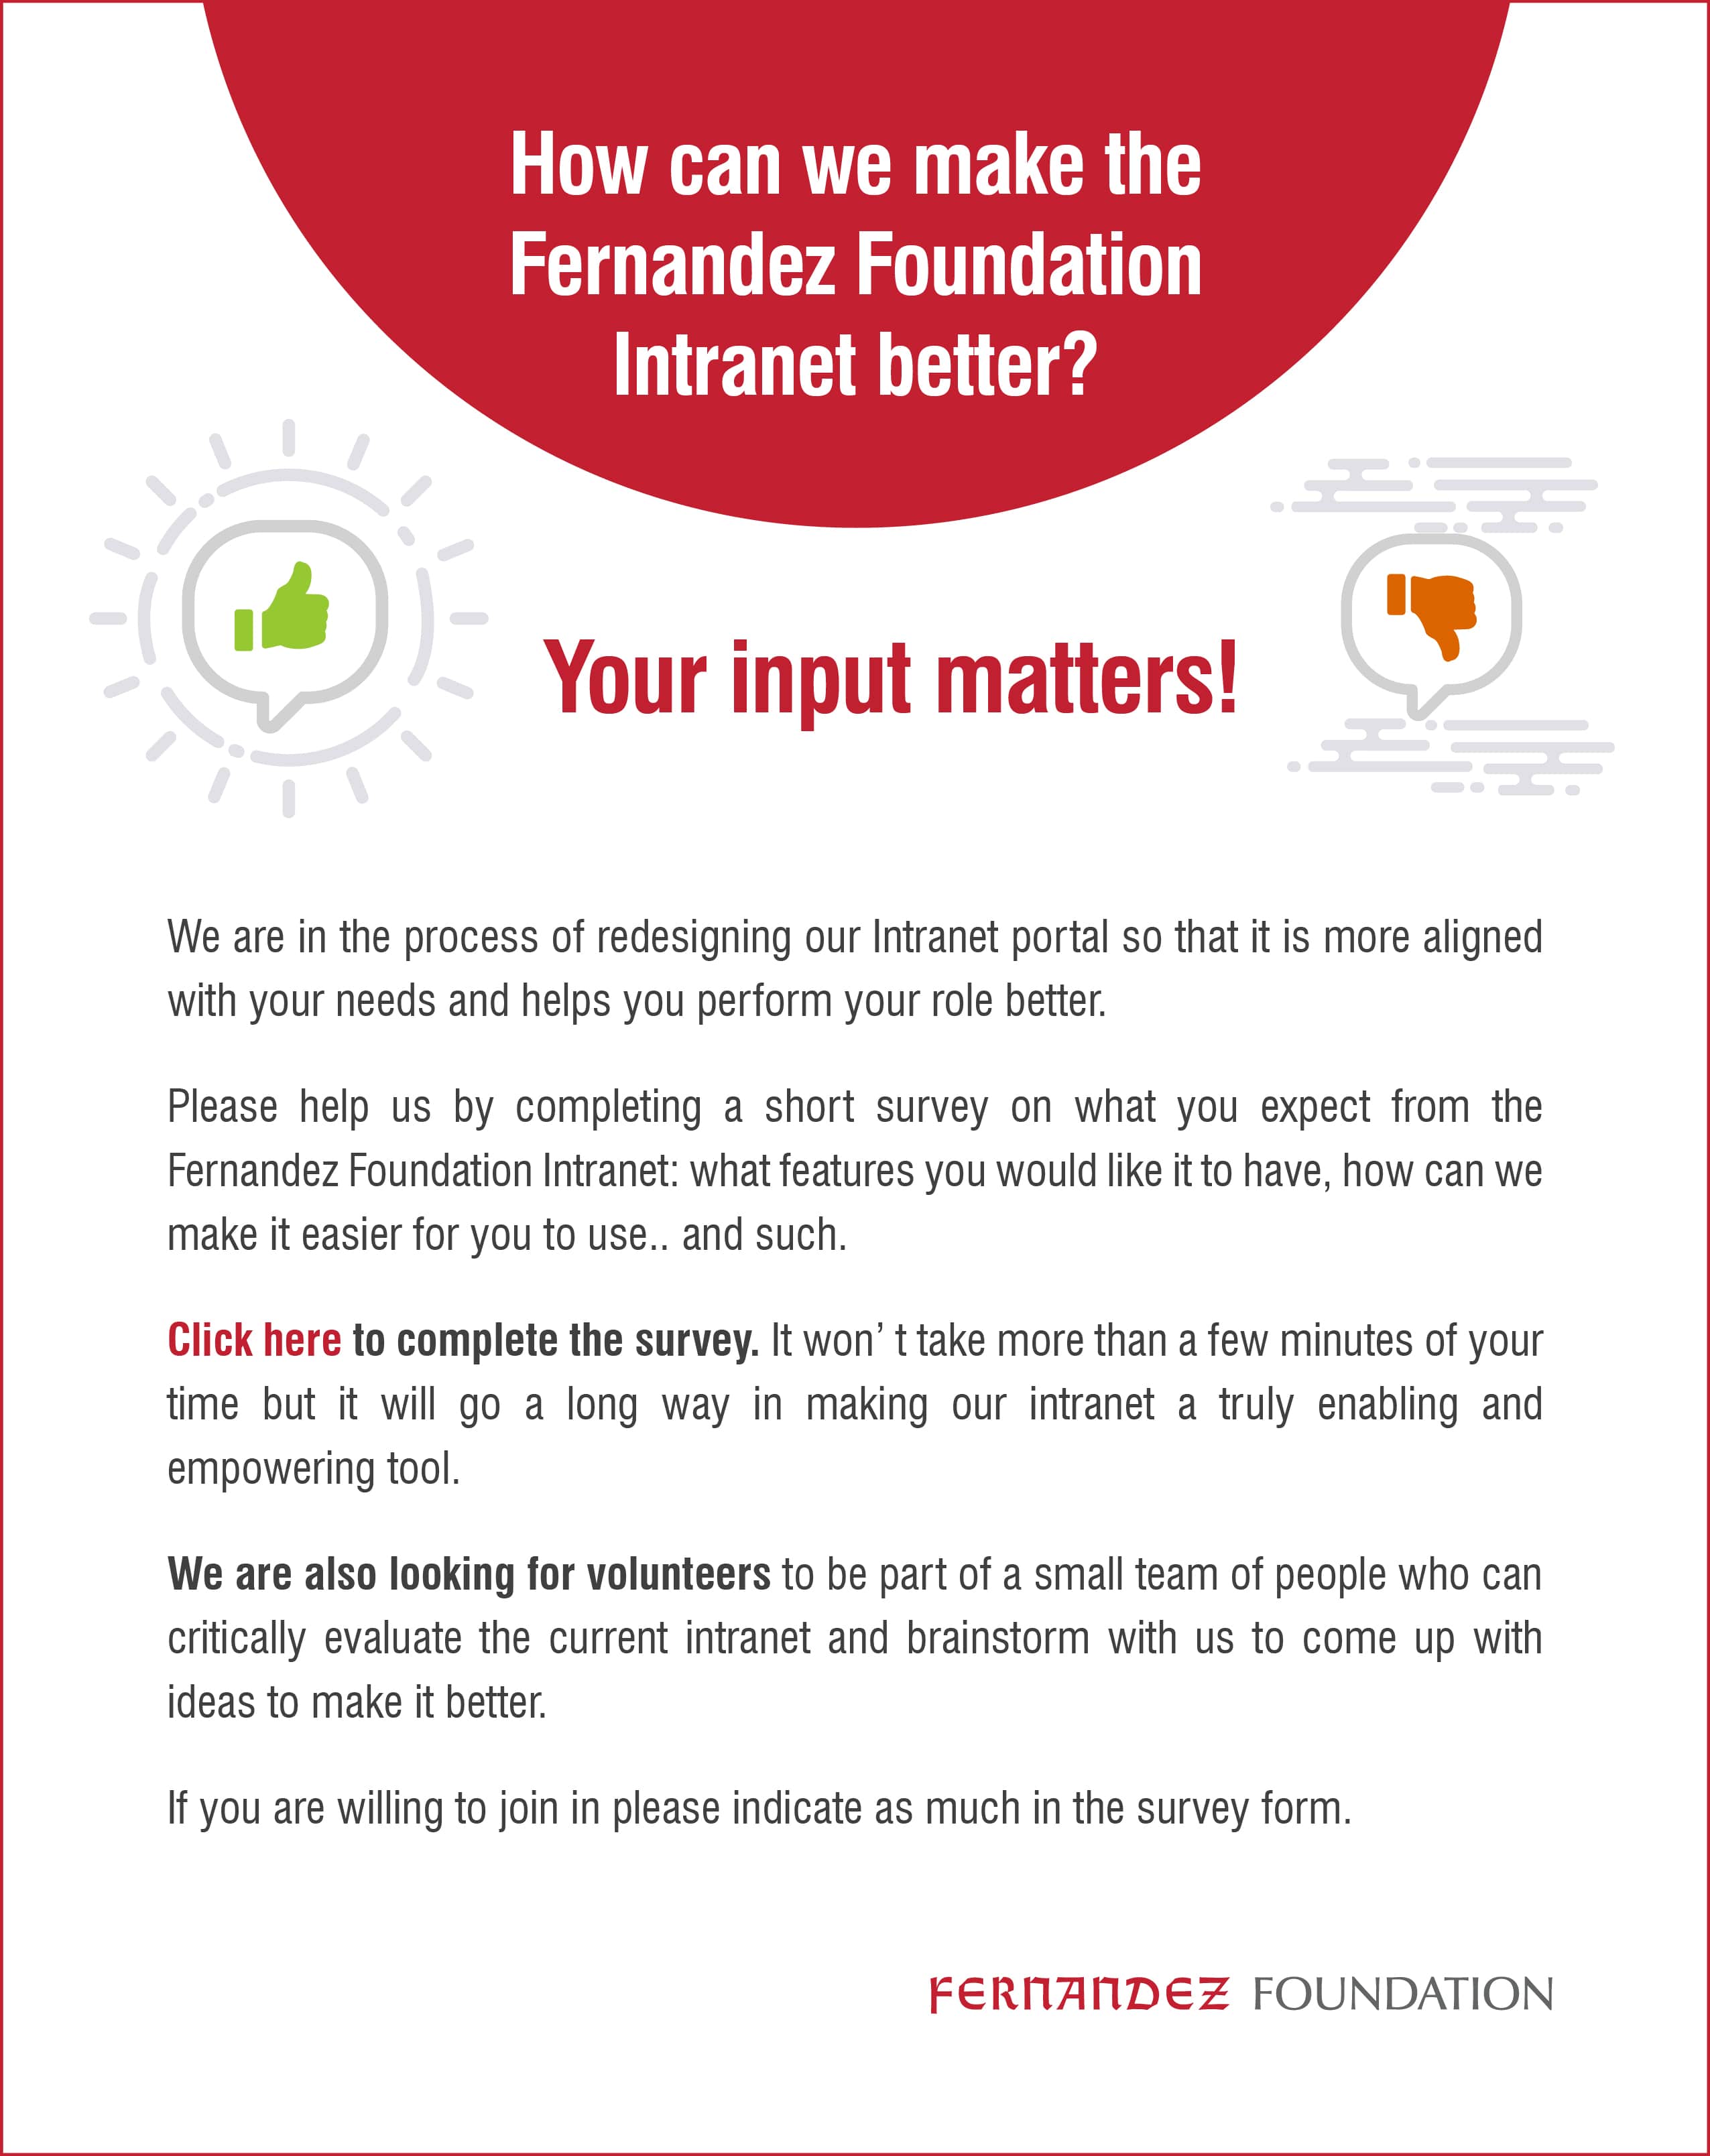 How can we make the
Fernandez Foundation
Intranet better?
Your input matters!
We are in the process of redesigning our Intranet portal so that it is more aligned
with your needs and helps you perform your role better.
Please help us by completing a short survey on what you expect from the
Fernandez Foundation Intranet: what features you would like it to have, how can we
make it easier for you to use.. and such.
Click here to complete the survey. It won’ t take more than a few minutes of your
time but it will go a long way in making our intranet a truly enabling and
empowering tool.
We are also looking for volunteers to be part of a small team of people who can
critically evaluate the current intranet and brainstorm with us to come up with
ideas to make it better.
If you are willing to join in please indicate as much in the survey form.
FERNANDEZ FOUNDATION